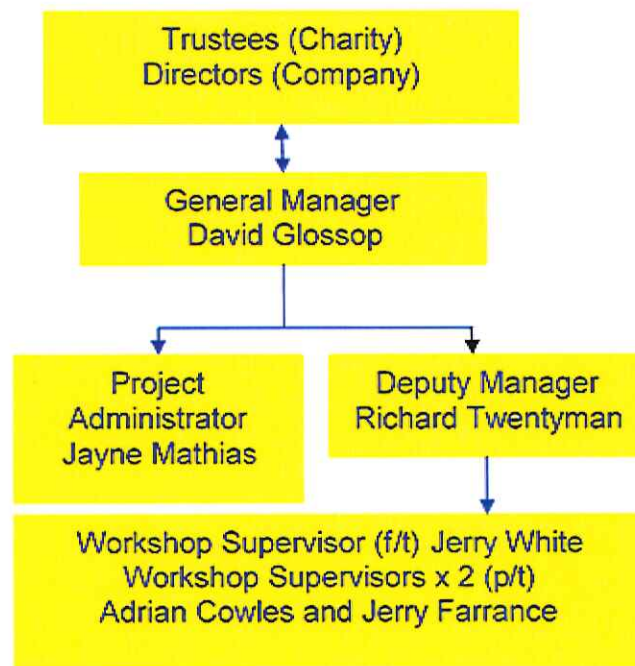 Trustees (Charity)
Directors (Company)
General Manager
David Glossop
Project
Administrator
Jayne Mathias
Deputy Manager
Richard Twentyman
Workshop Supervisor (f/t) Jerry White
Workshop Supervisors x 2 (p/t)
Adrian Cowles and Jerry Farrance